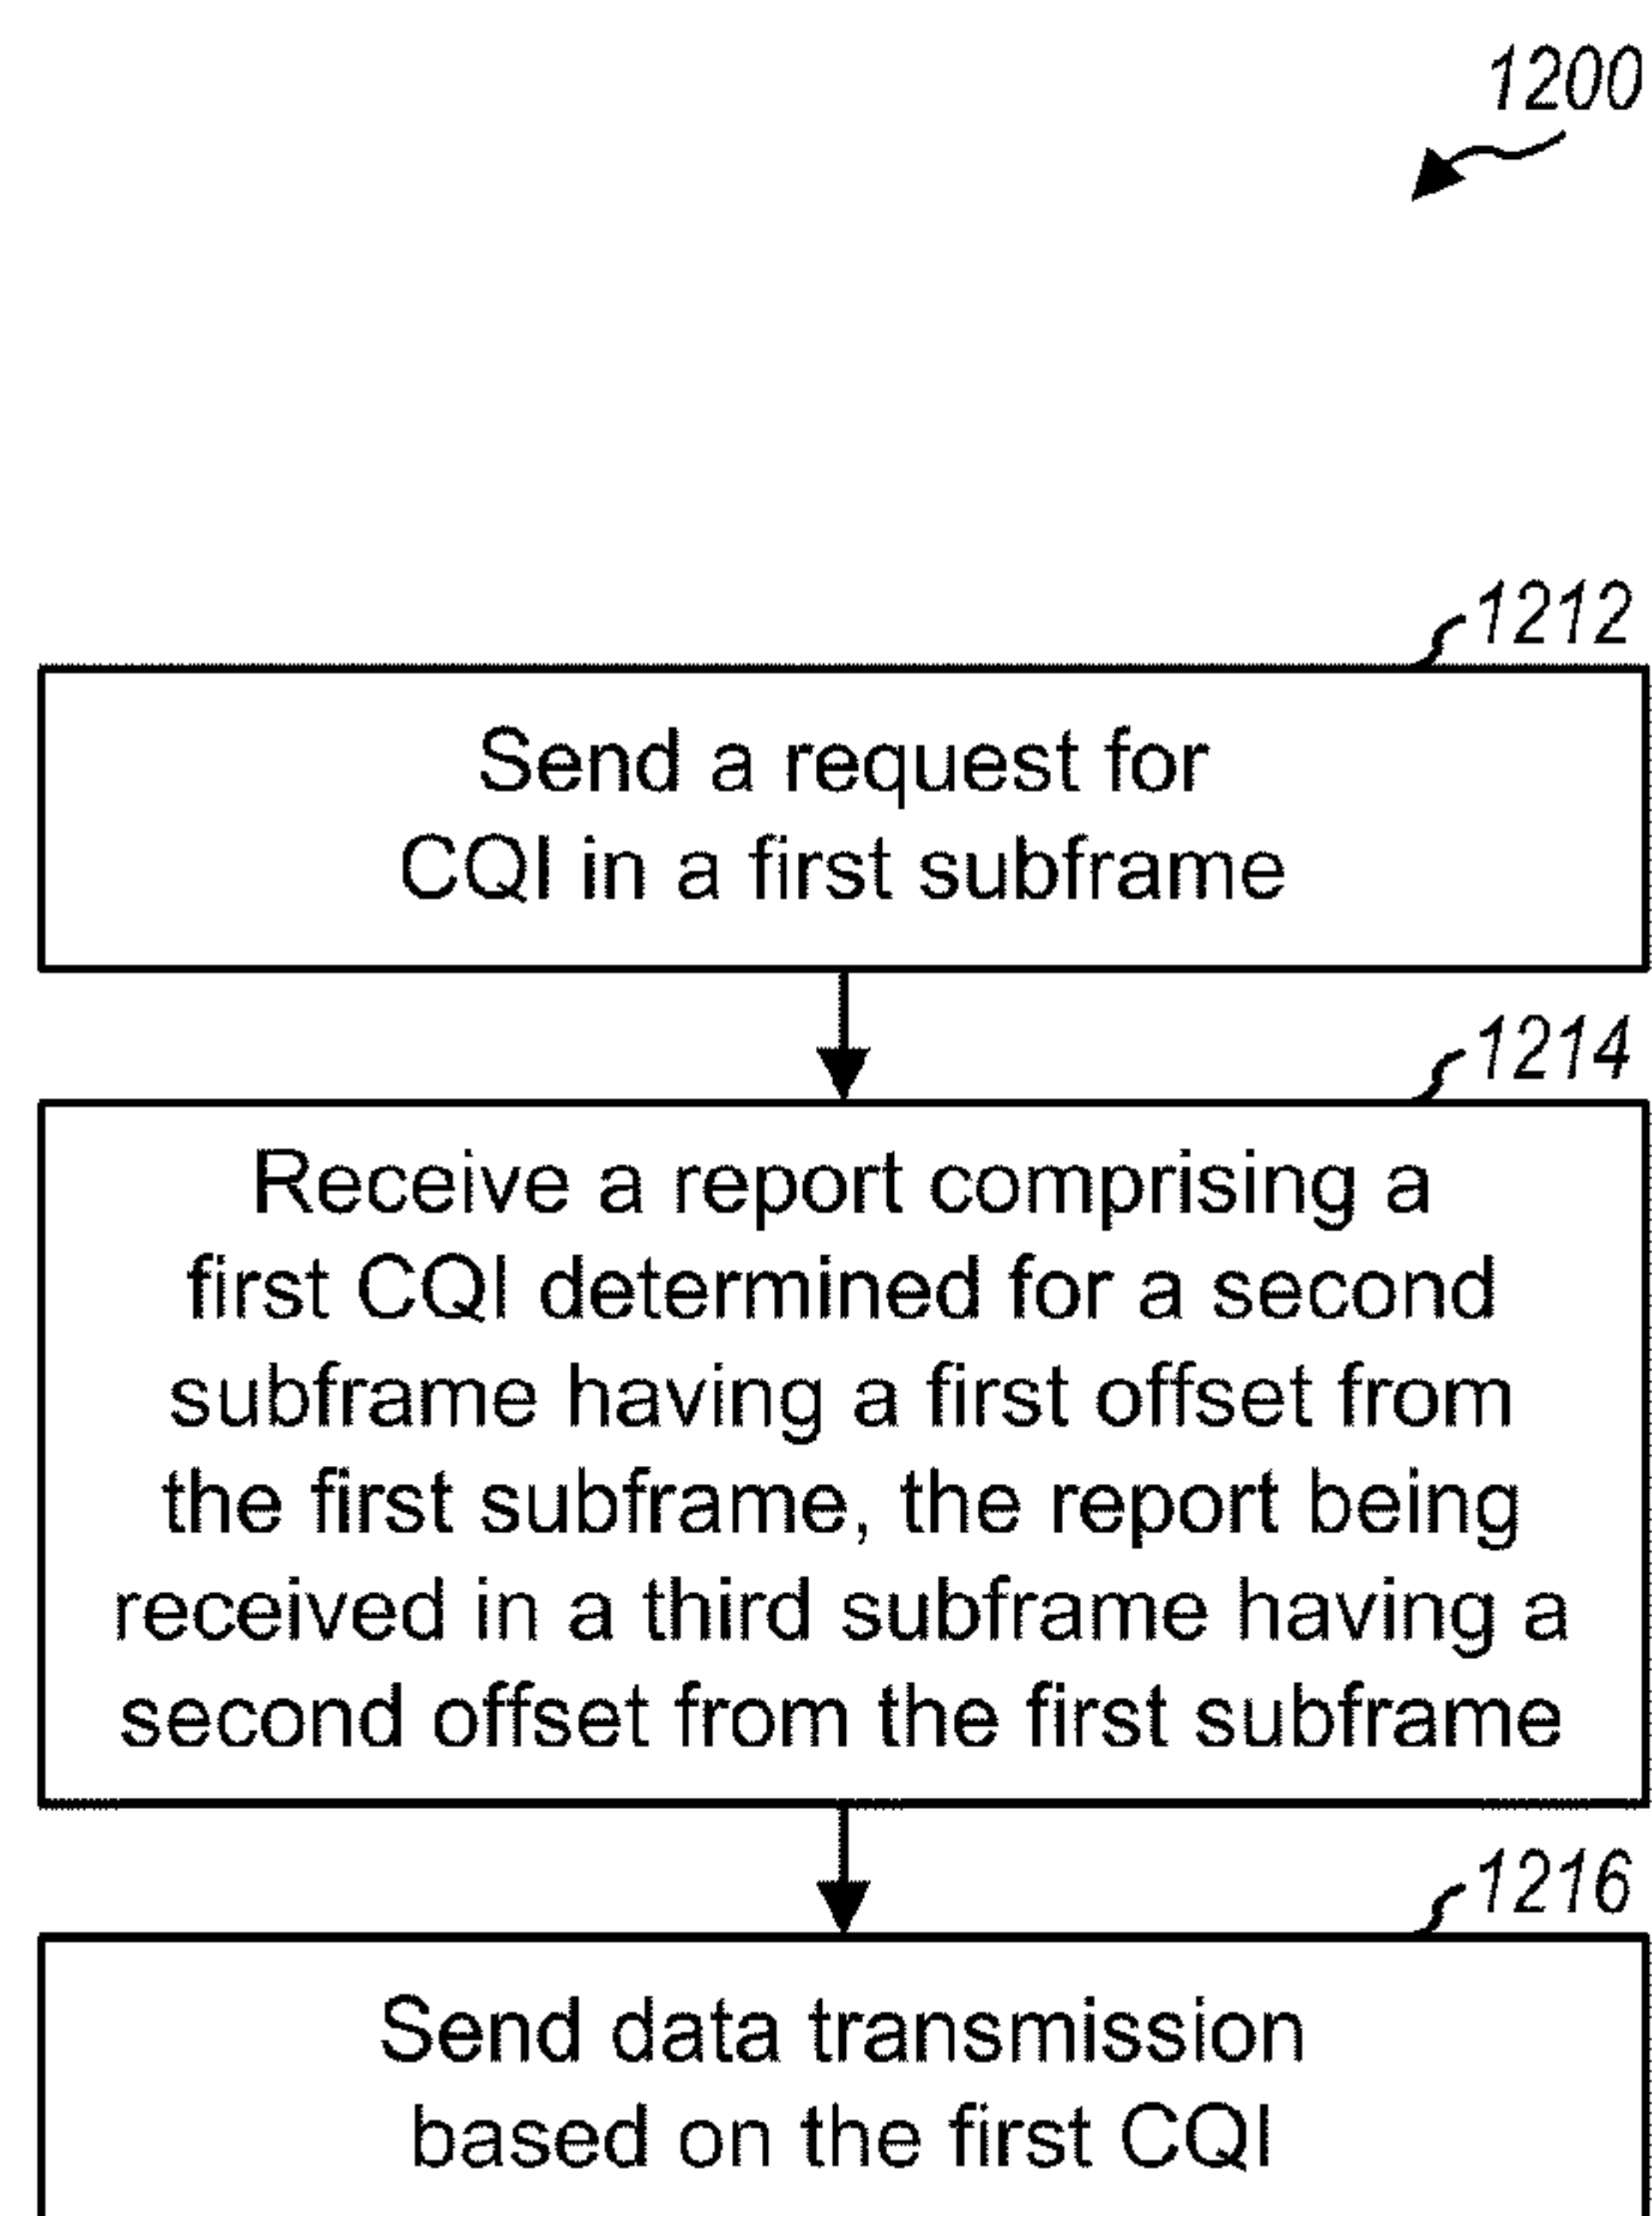 1200
1212
Send a request for
CQI in a first subframe
1214
Receive a report comprising a
first CQI determined for a second
subframe having a first offset from
the first subframe, the report being
received in a third subframe having a
second offset from the first subframe
1216
Send data transmission
based on the first CQI